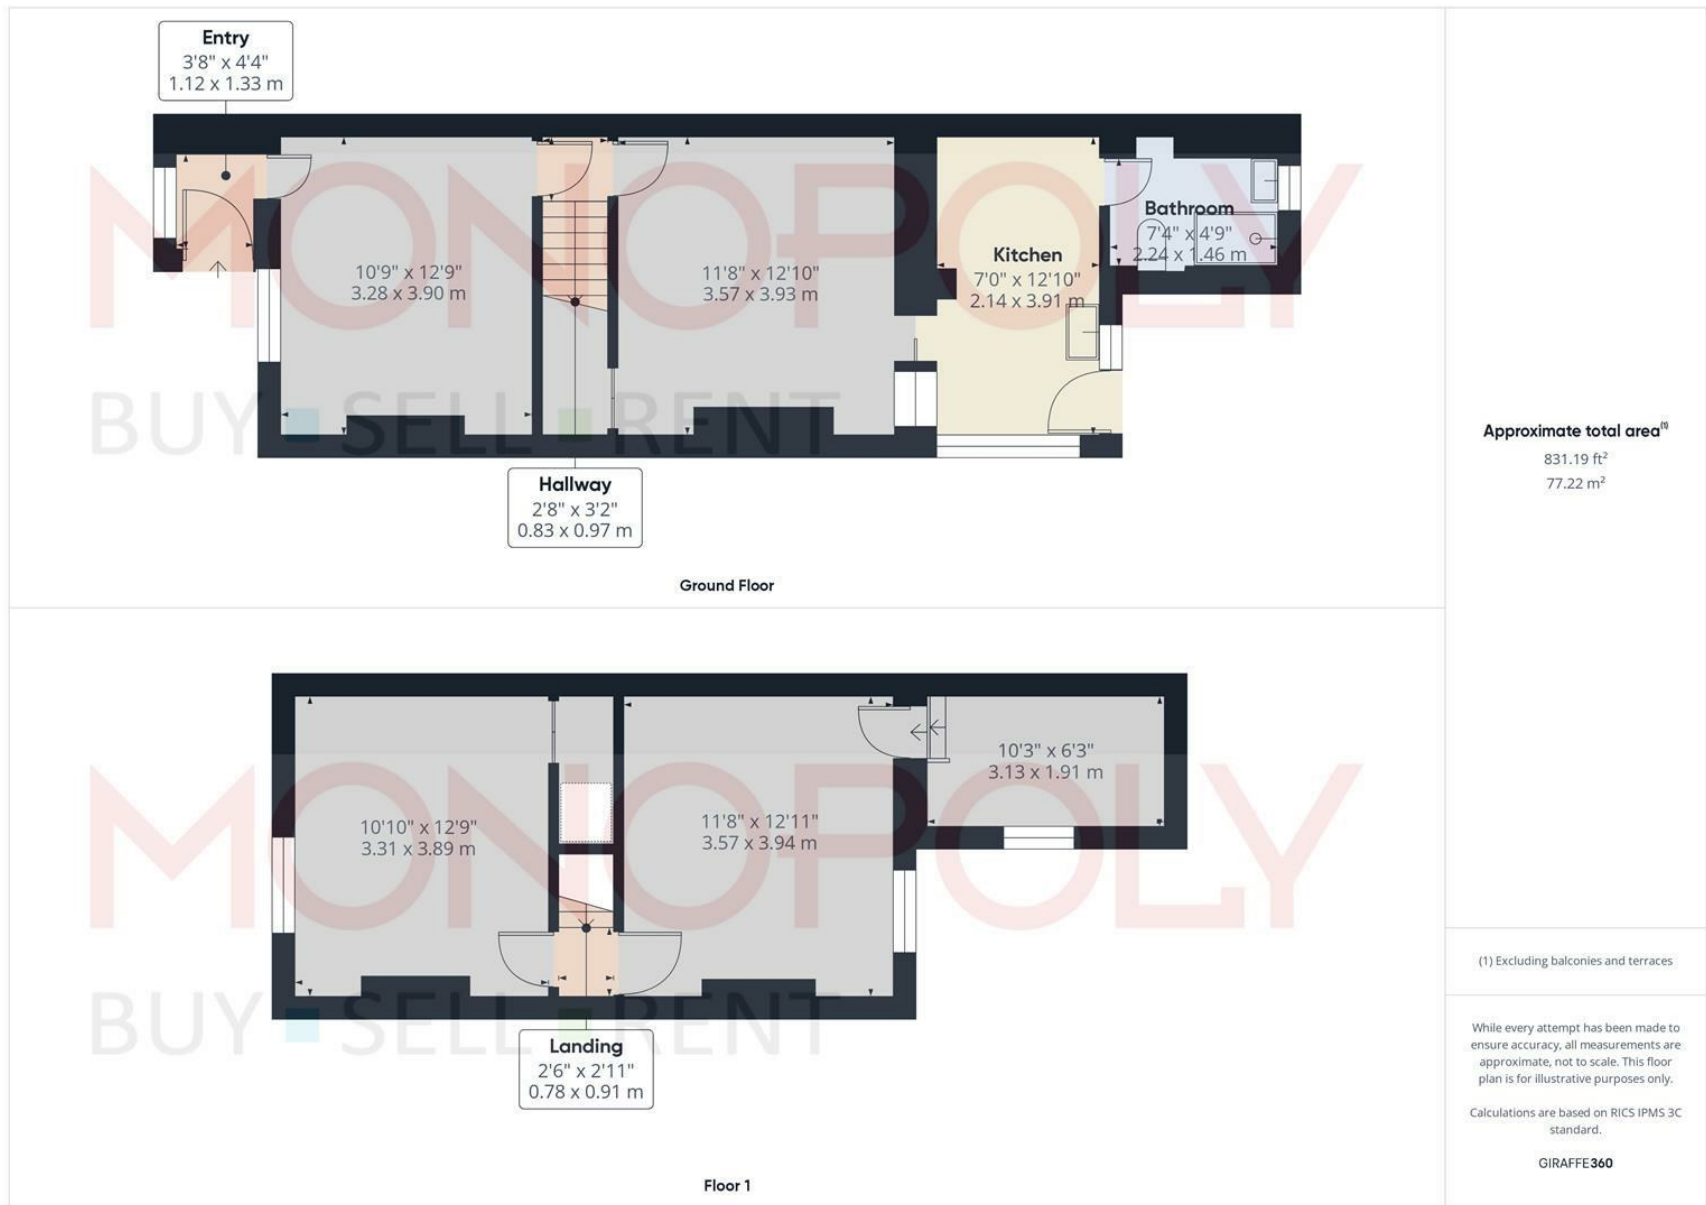 Entry
3'8" x 4'4"
1.12 x 1.33 m
10'9" x 12'9"
3.28 x 3.90 m
11'8" x 12'10"
3.57 x 3.93 m
Kitchen
7'0" x 12'10"
2.14 x 3.91 m
Bathroom
7'4" x 4'9"
2.24 x 1.46 m
MONOPOLY
BUY SELL RENT
Hallway
2'8" x 3'2"
0.83 x 0.97 m
Ground Floor
10'10" x 12'9"
3.31 x 3.89 m
11'8" x 12'11"
3.57 x 3.94 m
10'3" x 6'3"
3.13 x 1.91 m
MONOPOLY
BUY SELL RENT
Landing
2'6" x 2'11"
0.78 x 0.91 m
Floor 1
Approximate total area(1)
831.19 ft²
77.22 m²
(1) Excluding balconies and terraces
While every attempt has been made to
ensure accuracy, all measurements are
approximate, not to scale. This floor
plan is for illustrative purposes only.
Calculations are based on RICS IPMS 3C
standard.
GIRAFFE360